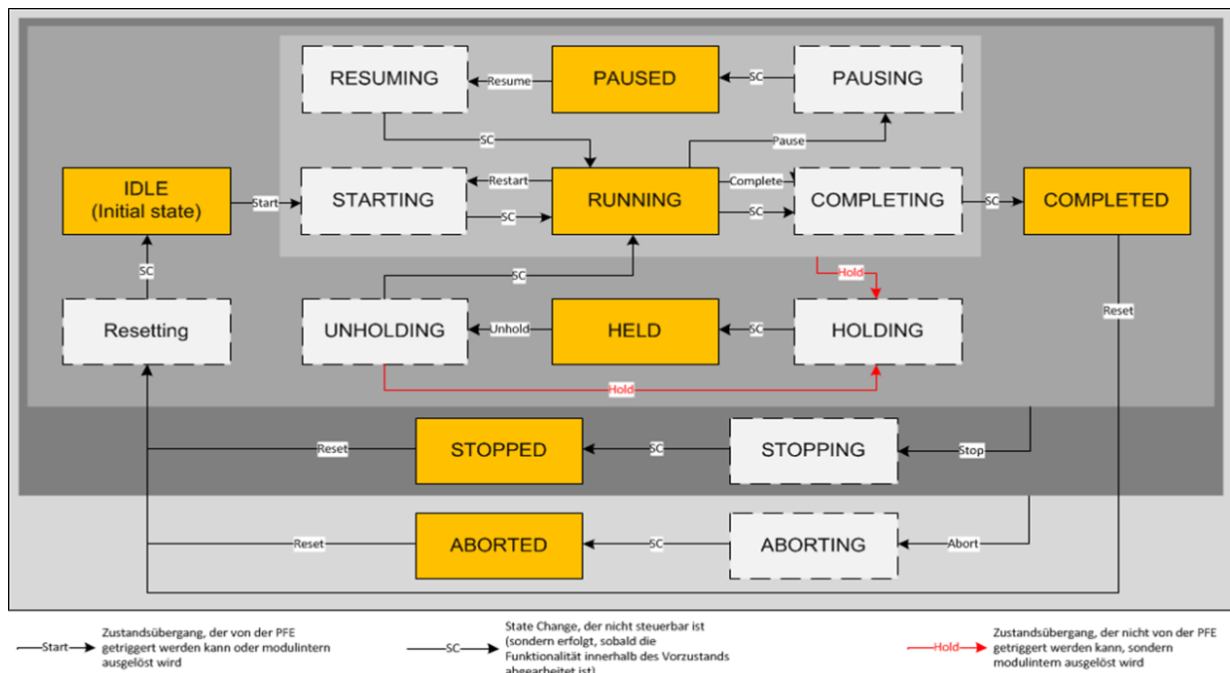 RESUMING
Resume
PAUSED
SC
PAUSING
SC
Pause
IDLE
(Initial state)
Start
STARTING
Restart
SC
RUNNING
Complete
SC
COMPLETING
SC
COMPLETED
SC
SC
Hold
Resetting
UNHOLDING
Unhold
HELD
SC
HOLDING
Reset
Hold
Reset
STOPPED
SC
STOPPING
Stop
Reset
ABORTED
SC
ABORTING
Abort
Start
Zustandsübergang, der von der PFE
getriggert werden kann oder modulintern
ausgelöst wird
SC
State Change, der nicht steuerbar ist
(sondern erfolgt, sobald die
Funktionalität innerhalb des Vorzustands
abgearbeitet ist)
Hold
Zustandsübergang, der nicht von der PFE
getriggert werden kann, sondern
modulintern ausgelöst wird